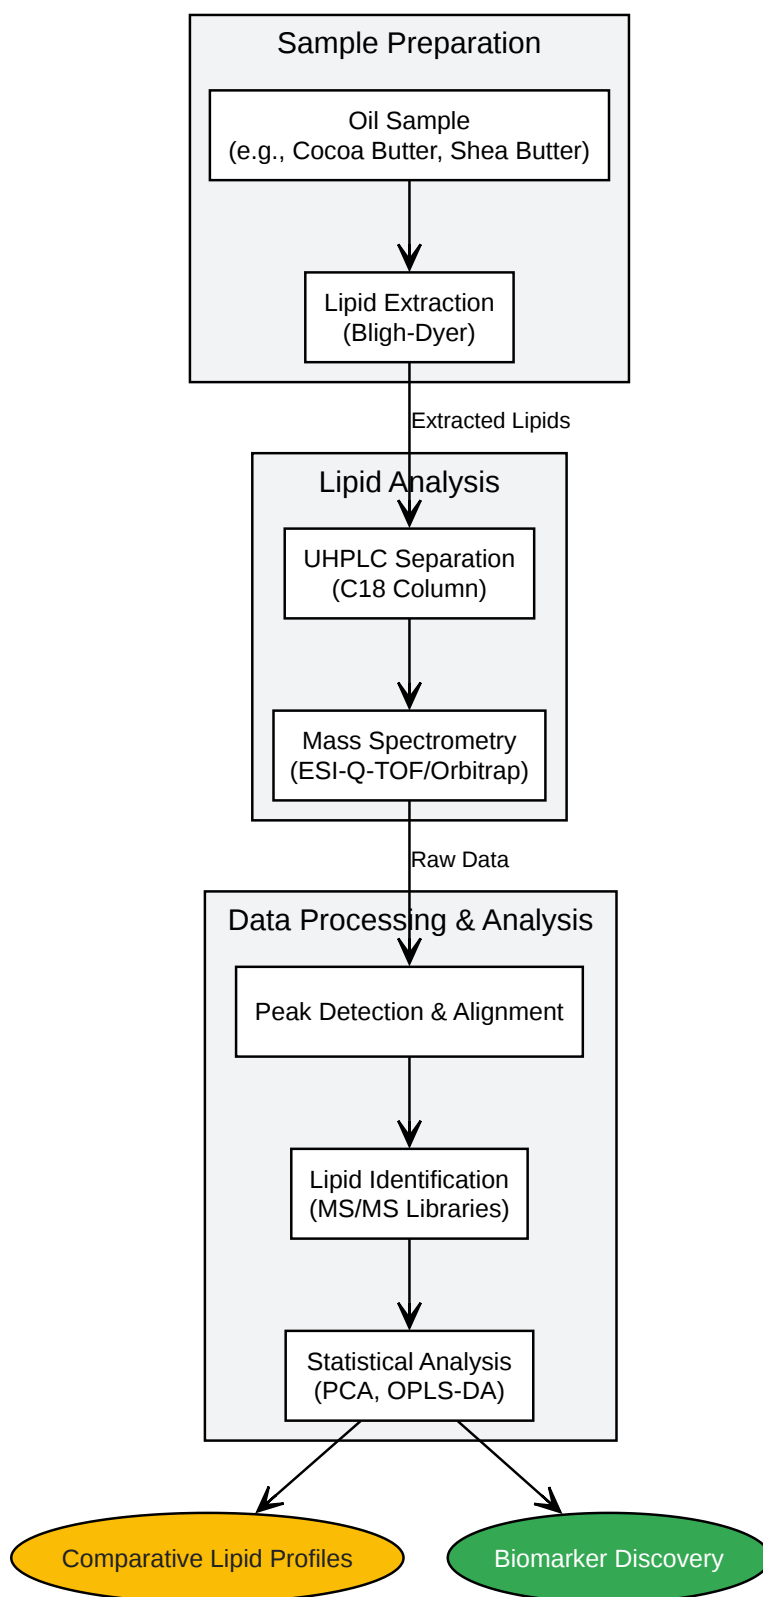 Sample Preparation
Oil Sample
(e.g., Cocoa Butter, Shea Butter)
Lipid Extraction
(Bligh-Dyer)
Extracted Lipids
Lipid Analysis
UHPLC Separation
(C18 Column)
Mass Spectrometry
(ESI-Q-TOF/Orbitrap)
Raw Data
Data Processing & Analysis
Peak Detection & Alignment
Lipid Identification
(MS/MS Libraries)
Statistical Analysis
(PCA, OPLS-DA)
Comparative Lipid Profiles
Biomarker Discovery